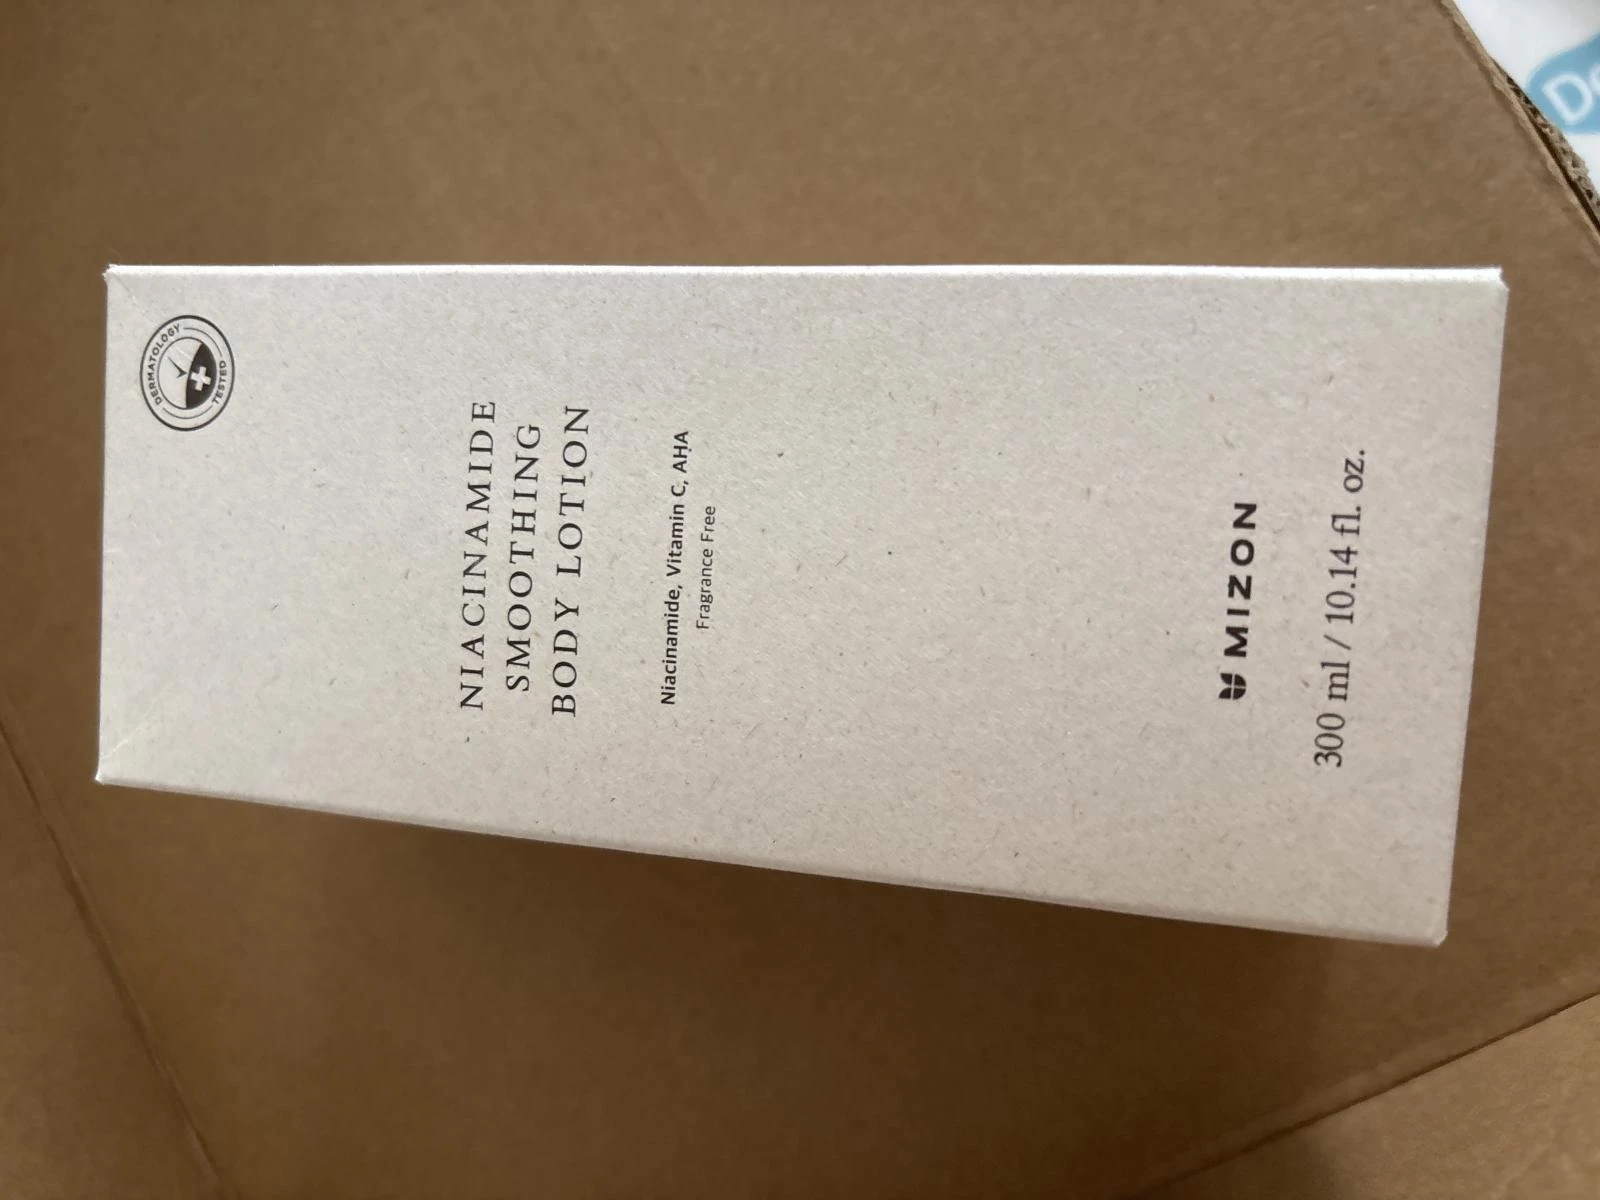 DERMATOLOGY
TESTED
NIACINAMIDE
SMOOTHING
BODY LOTION
Niacinamide, Vitamin C, AHA
Fragrance Free
MIZON
300 ml / 10.14 fl. oz.